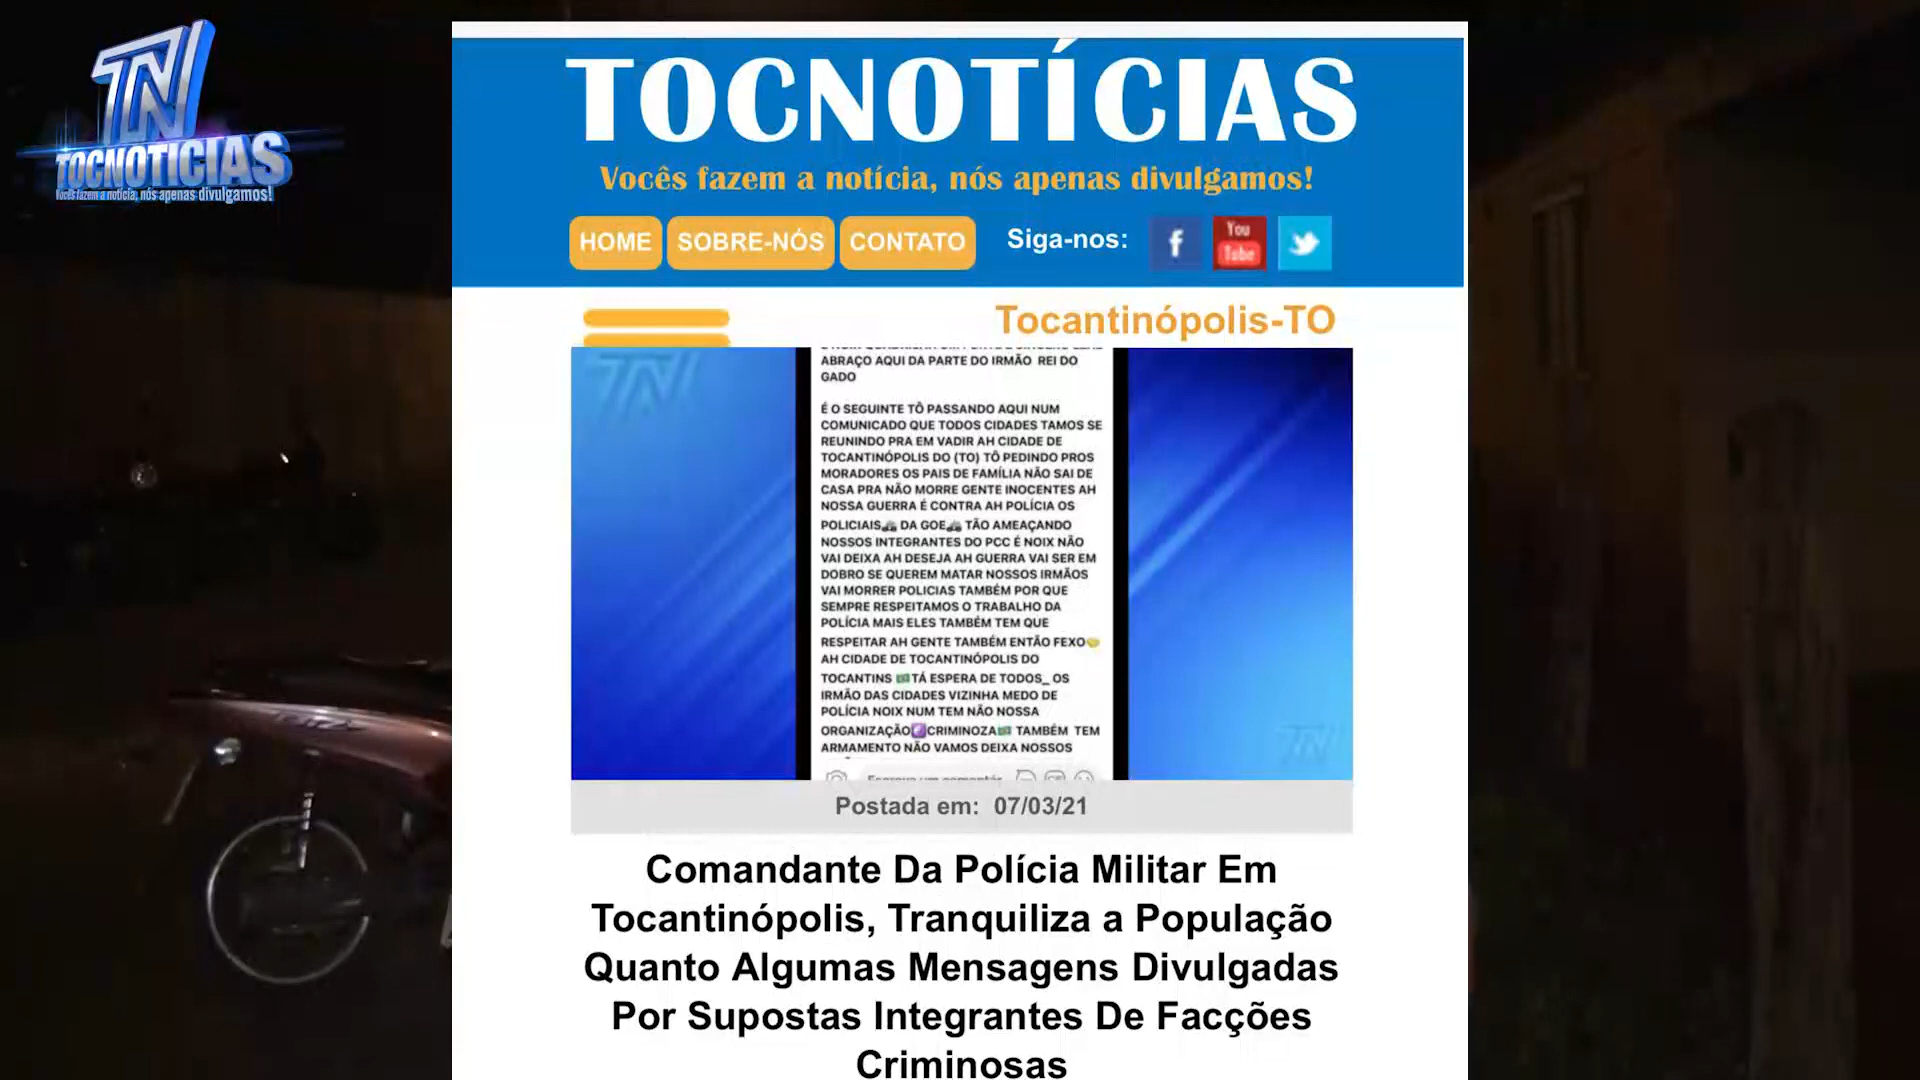 TN
TOCNOTICIAS
Vocês fazem a notícia, nós apenas divulgamos!
TOCNOTÍCIAS
Vocês fazem a notícia, nós apenas divulgamos!
HOME SOBRE-NÓS CONTATO Siga-nos: f You Tube
Tocantinópolis-TO
TN
ABRAÇO AQUI DA PARTE DO IRMÃO REI DO
GADO
É O SEGUINTE TÔ PASSANDO AQUI NUM
COMUNICADO QUE TODOS CIDADES TAMOS SE
REUNINDO PRA EM VADIR AH CIDADE DE
TOCANTINÓPOLIS DO (TO) TÔ PEDINDO PROS
MORADORES OS PAIS DE FAMÍLIA NÃO SAI DE
CASA PRA NÃO MORRE GENTE INOCENTES AH
NOSSA GUERRA É CONTRA AH POLÍCIA OS
POLICIAIS🚓 DA GOE🚓 TÃO AMEAÇANDO
NOSSOS INTEGRANTES DO PCC É NOIX NÃO
VAI DEIXA AH DESEJA AH GUERRA VAI SER EM
DOBRO SE QUEREM MATAR NOSSOS IRMÃOS
VAI MORRER POLICIAS TAMBÉM POR QUE
SEMPRE RESPEITAMOS O TRABALHO DA
POLÍCIA MAIS ELES TAMBÉM TEM QUE
RESPEITAR AH GENTE TAMBÉM ENTÃO FEXO🤝
AH CIDADE DE TOCANTINÓPOLIS DO
TOCANTINS 💵TÁ ESPERA DE TODOS_ OS
IRMÃO DAS CIDADES VIZINHA MEDO DE
POLÍCIA NOIX NUM TEM NÃO NOSSA
ORGANIZAÇÃO☯️CRIMINOZA💵 TAMBÉM TEM
ARMAMENTO NÃO VAMOS DEIXA NOSSOS
TN
Postada em: 07/03/21
Comandante Da Polícia Militar Em
Tocantinópolis, Tranquiliza a População
Quanto Algumas Mensagens Divulgadas
Por Supostas Integrantes De Facções
Criminosas